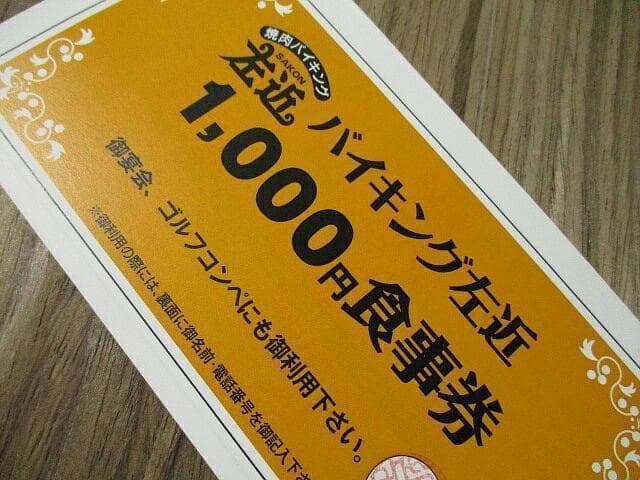 焼肉バイキング
SAKON
左近
バイキング左近
1,000円食事券
御宴会、ゴルフコンペにも御利用下さい。
※御利用の際には、裏面に御名前・電話番号を御記入下さ